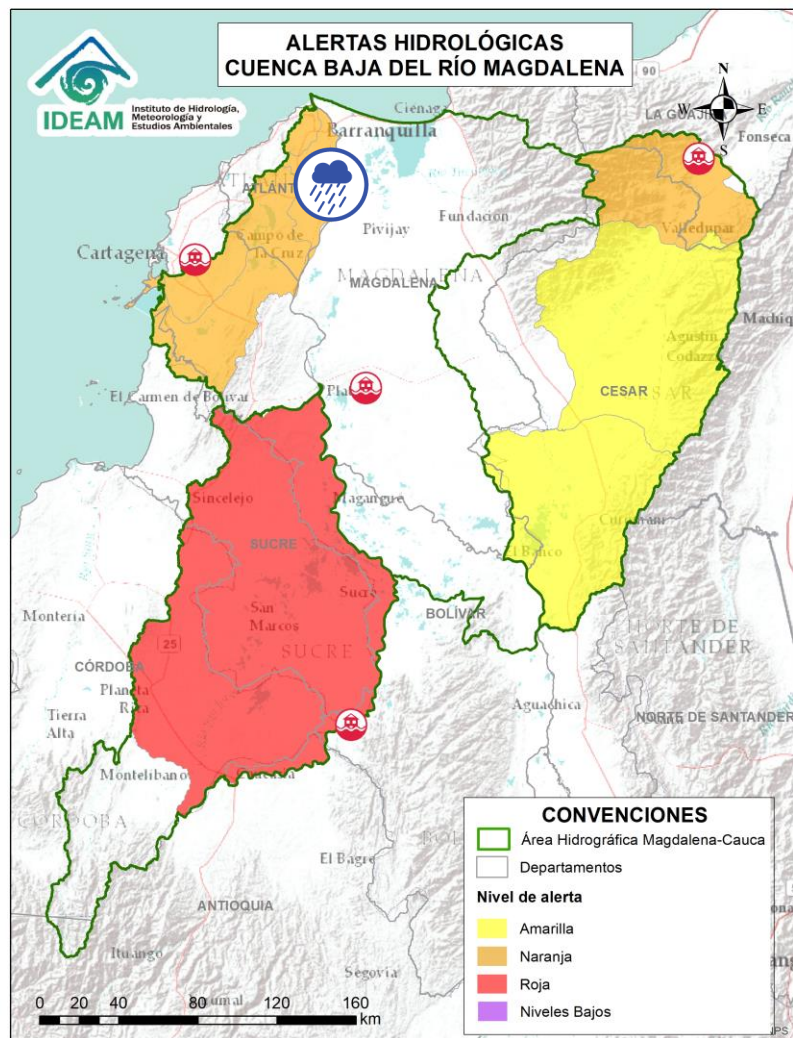 ALERTAS HIDROLÓGICAS
CUENCA BAJA DEL RÍO MAGDALENA
IDEAM
Instituto de Hidrología,
Meteorología y
Estudios Ambientales
90
N
W
E
S
LA GUAJIRA
Fonseca
Ciénaga
Barranquilla
Pivijay
Fundación
Valledupar
Cartagena
Campo de
la Cruz
MAGDALENA
MAGDALENA
Agustín
Codazzi
CESAR
El Carmen de Bolívar
Sincelejo
Magangue
SUCRE
Curumaní
El Banco
Sucre
San
Marcos
SUCRE
BOLÍVAR
Montería
25
CÓRDOBA
Planeta
Rica
NORTE DE
SANTANDER
NORTE DE SANTANDER
Tierra
Alta
Aguachica
Montelibano
CÓRDOBA
El Bagre
ANTIOQUIA
Ituango
Segovia
CONVENCIONES
Área Hidrográfica Magdalena-Cauca
Departamentos
Nivel de alerta
Amarilla
Naranja
Roja
Niveles Bajos
0 20 40 80 120 160
km